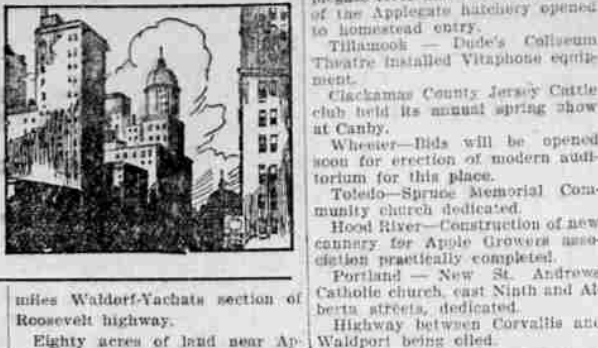 miles Waldorf-Yachats section of
Roosevelt highway.
Eighty acres of land near Ap-
of the Applegate hatchery opened
to homestead entry.
Tillamook — Dude's Coliseum
Theatre installed Vitaphone equip-
ment.
Clackamas County Jersey Cattle
club held its annual spring show
at Canby.
Wheeler—Bids will be opened
soon for erection of modern audi-
torium for this place.
Toledo—Spruce Memorial Com-
munity church dedicated.
Hood River—Construction of new
cannery for Apple Growers asso-
ciation practically completed.
Portland — New St. Andrews
Catholic church, east Ninth and Al-
berta streets, dedicated.
Highway between Corvallis and
Waldport being oiled.